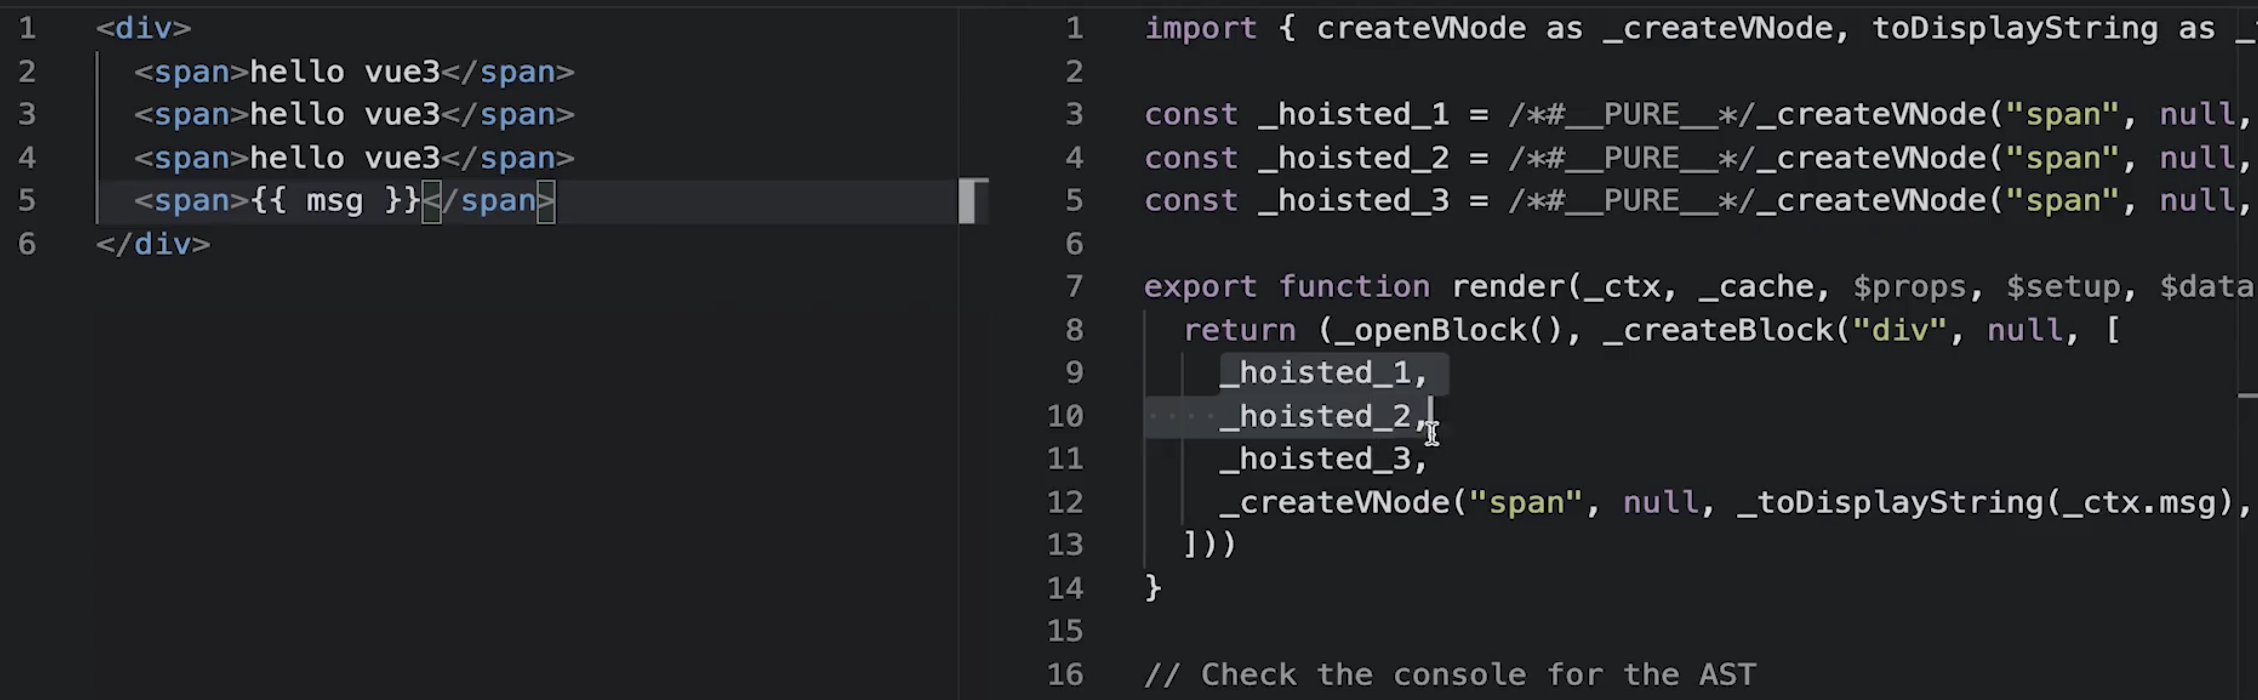 1 <div>
2 <span>hello vue3</span>
3 <span>hello vue3</span>
4 <span>hello vue3</span>
5 <span>{{ msg }}</span>
6 </div>
1 import { createVNode as _createVNode, toDisplayString as _
2
3 const _hoisted_1 = /*#__PURE__*/_createVNode("span", null,
4 const _hoisted_2 = /*#__PURE__*/_createVNode("span", null,
5 const _hoisted_3 = /*#__PURE__*/_createVNode("span", null,
6
7 export function render(_ctx, _cache, $props, $setup, $data
8 return (_openBlock(), _createBlock("div", null, [
9 _hoisted_1,
10 _hoisted_2,
11 _hoisted_3,
12 _createVNode("span", null, _toDisplayString(_ctx.msg),
13 ]))
14 }
15
16 // Check the console for the AST